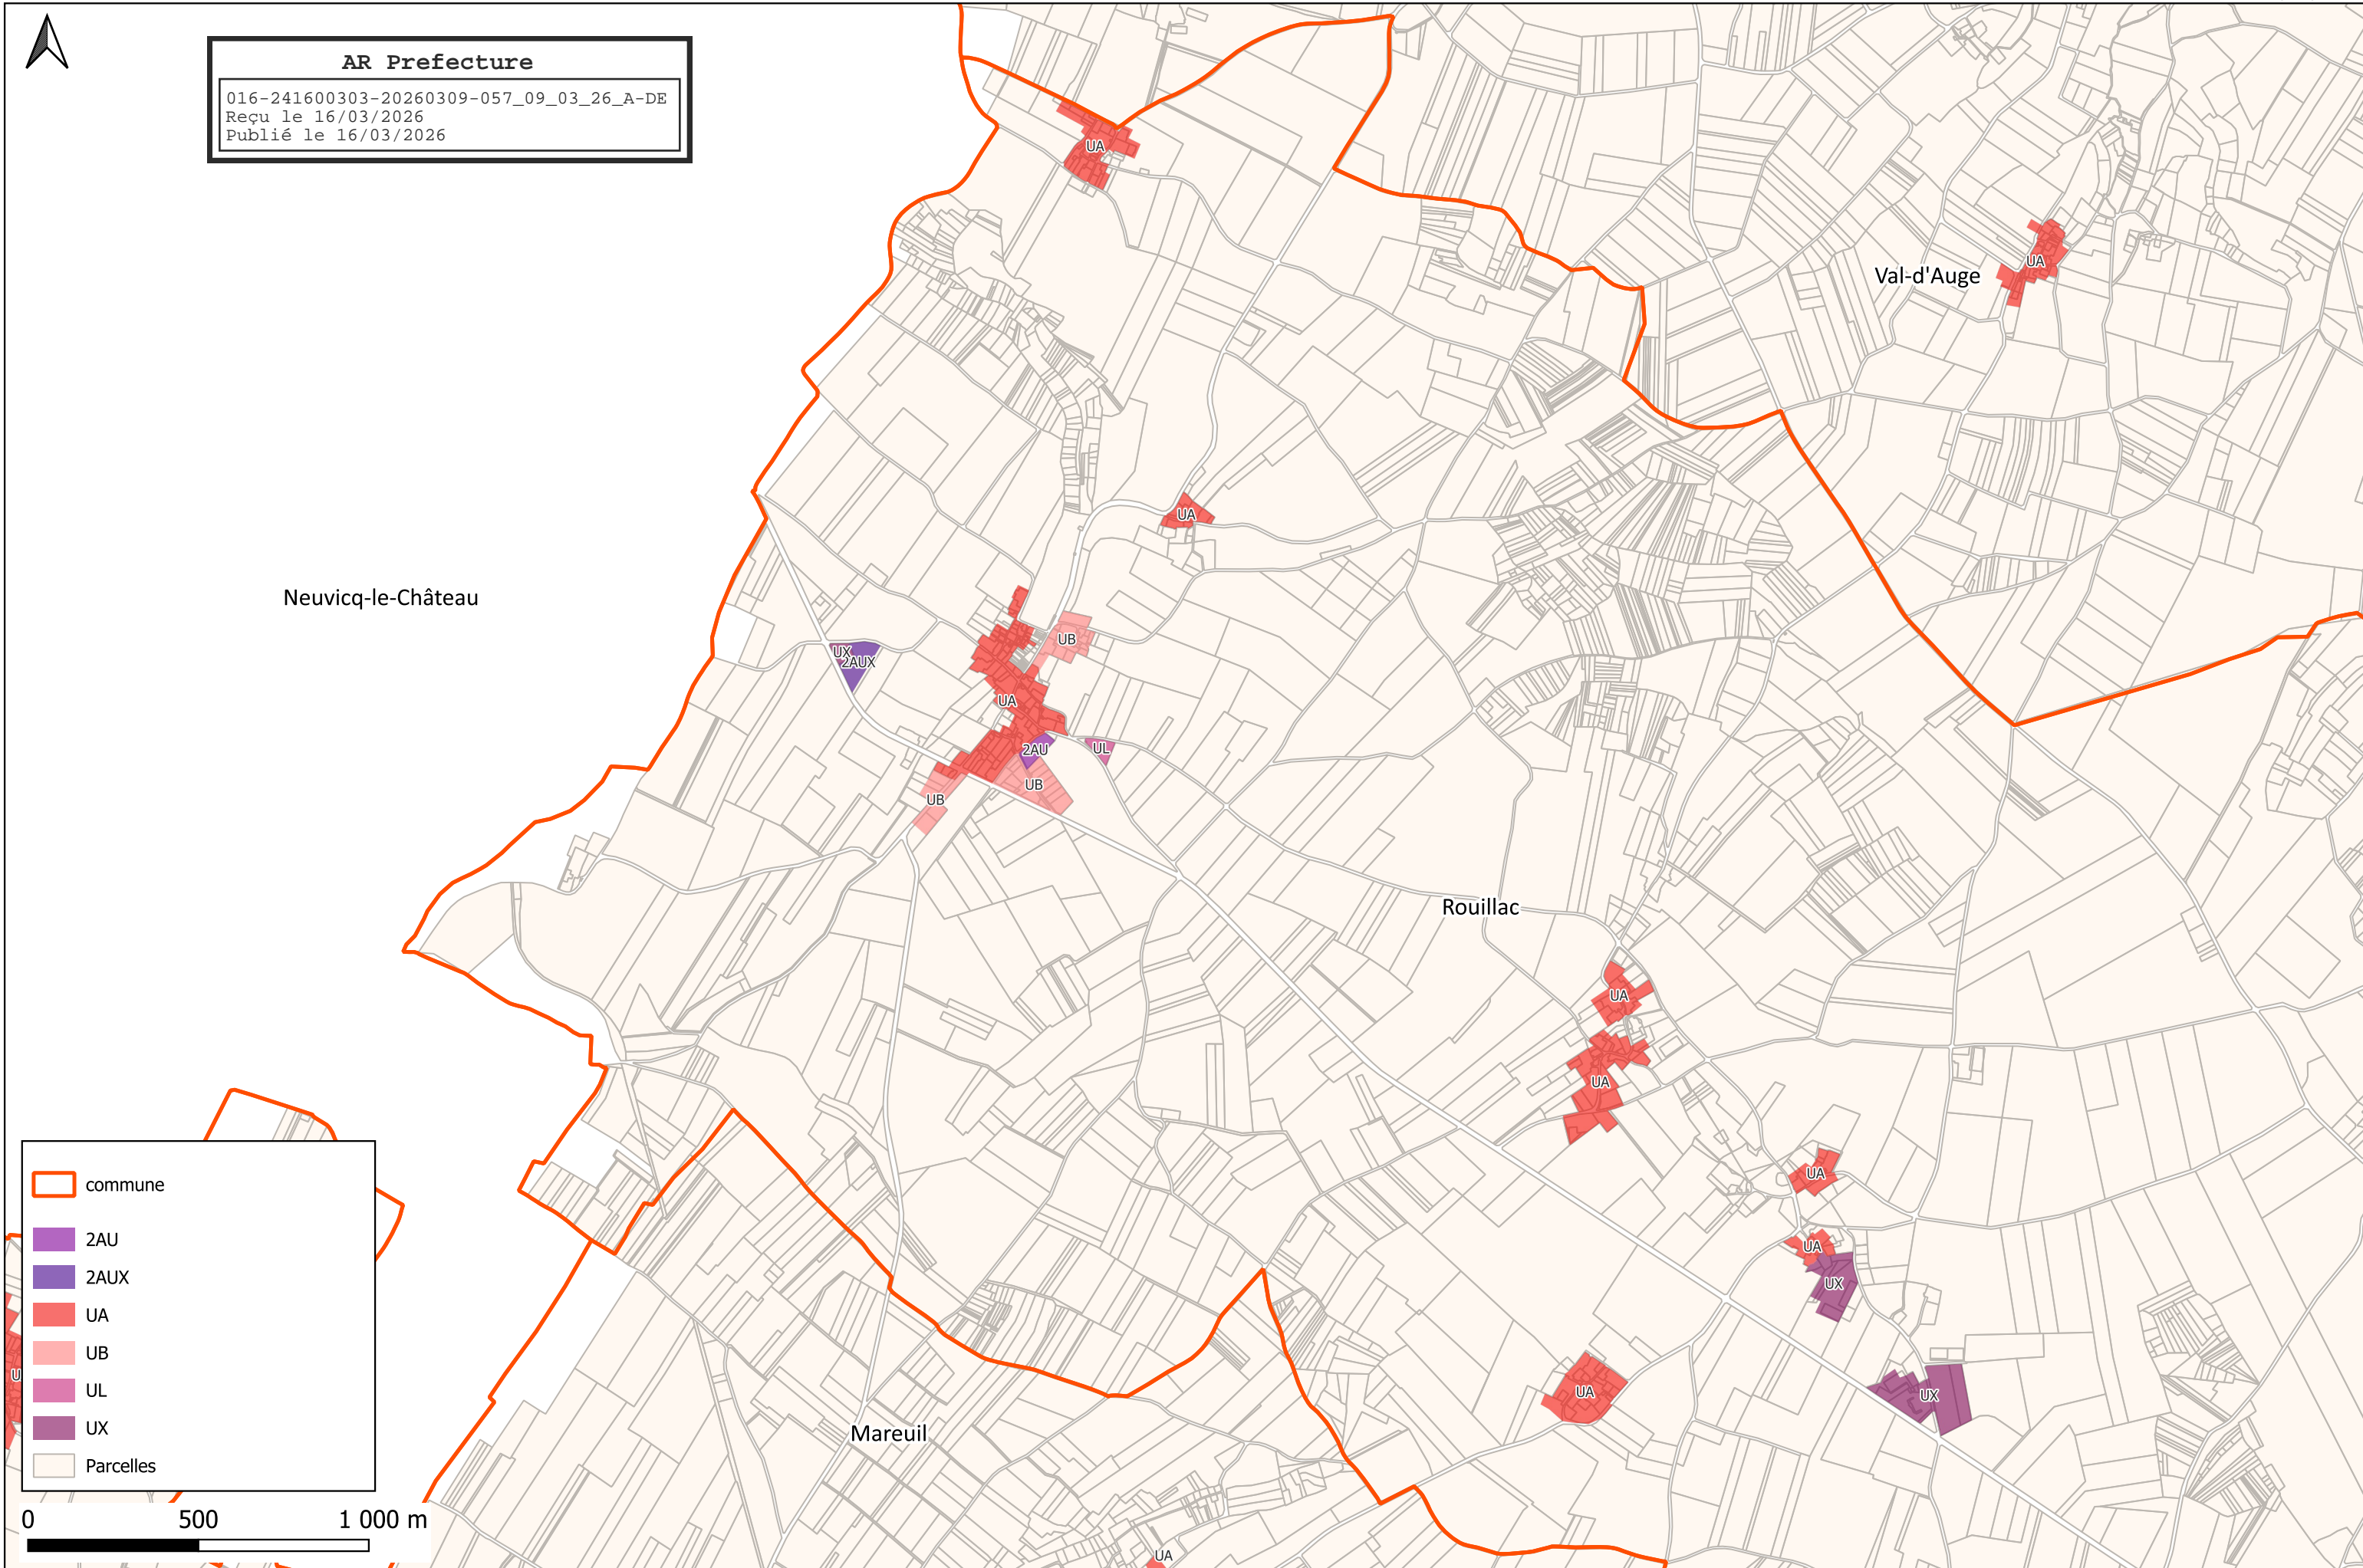 AR Prefecture
016-241600303-20260309-057_09_03_26_A-DE
Reçu le 16/03/2026
Publié le 16/03/2026
UA
UA
Val-d'Auge
UA
Neuvicq-le-Château
UB
UX
2AUX
UA
2AU
UL
UB
UB
Rouillac
UA
UA
UA
UA
UX
UA
UX
Mareuil
UA
commune
2AU
2AUX
UA
UB
UL
UX
Parcelles
0 500 1 000 m